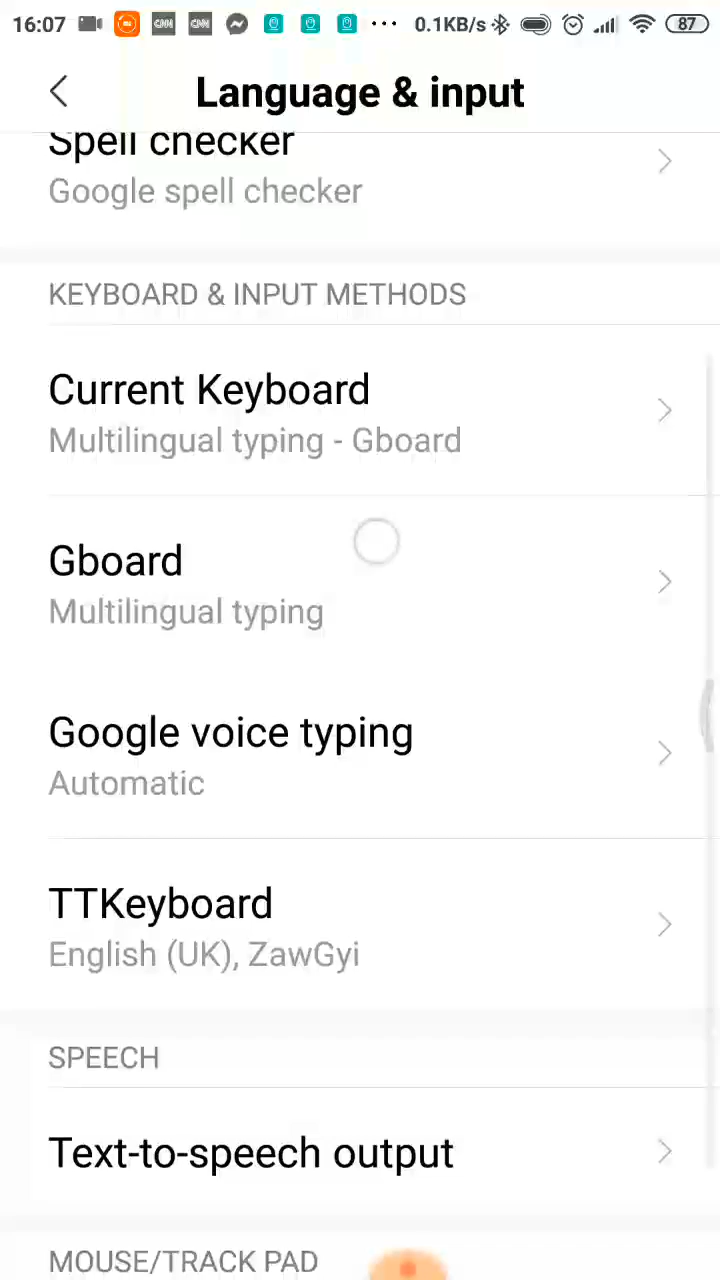 16:07 CNN CNN ... 0.1KB/s 87
Language & input
Spell checker
Google spell checker
KEYBOARD & INPUT METHODS
Current Keyboard
Multilingual typing - Gboard
Gboard
Multilingual typing
Google voice typing
Automatic
TTKeyboard
English (UK), ZawGyi
SPEECH
Text-to-speech output
MOUSE/TRACK PAD